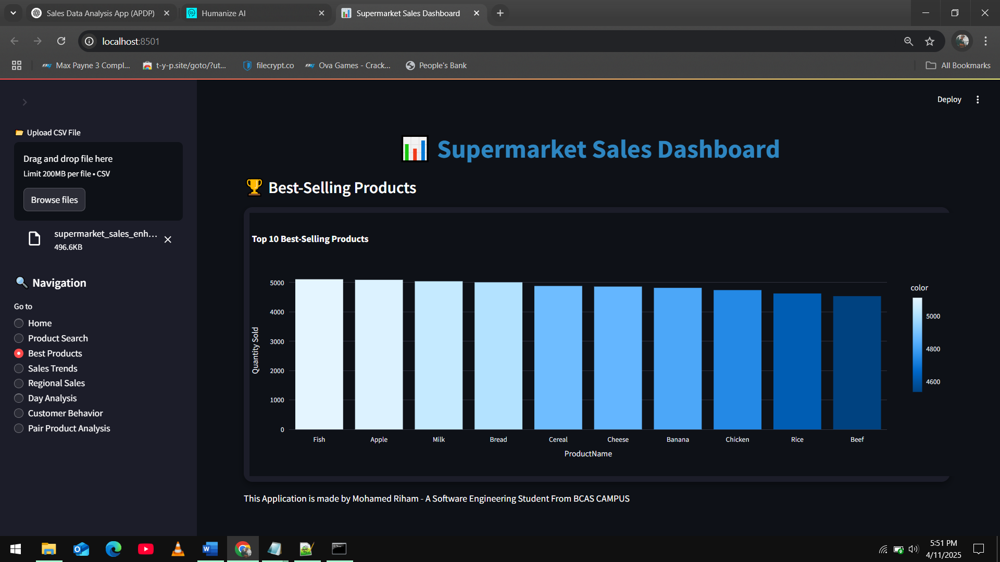 Sales Data Analysis App (APDP)
Humanize AI
Supermarket Sales Dashboard
localhost:8501
Max Payne 3 Compl...
t-y-p.site/goto/?ut...
filecrypt.co
Ova Games - Crack...
People's Bank
All Bookmarks
Deploy
Upload CSV File
Drag and drop file here
Limit 200MB per file • CSV
Browse files
supermarket_sales_enh...
496.6KB
Navigation
Go to
Home
Product Search
Best Products
Sales Trends
Regional Sales
Day Analysis
Customer Behavior
Pair Product Analysis
Supermarket Sales Dashboard
Best-Selling Products
Top 10 Best-Selling Products
Quantity Sold
5000
4000
3000
2000
1000
0
Fish Apple Milk Bread Cereal Cheese Banana Chicken Rice Beef
ProductName
color
5000
4800
4600
This Application is made by Mohamed Riham - A Software Engineering Student From BCAS CAMPUS
5:51 PM
4/11/2025